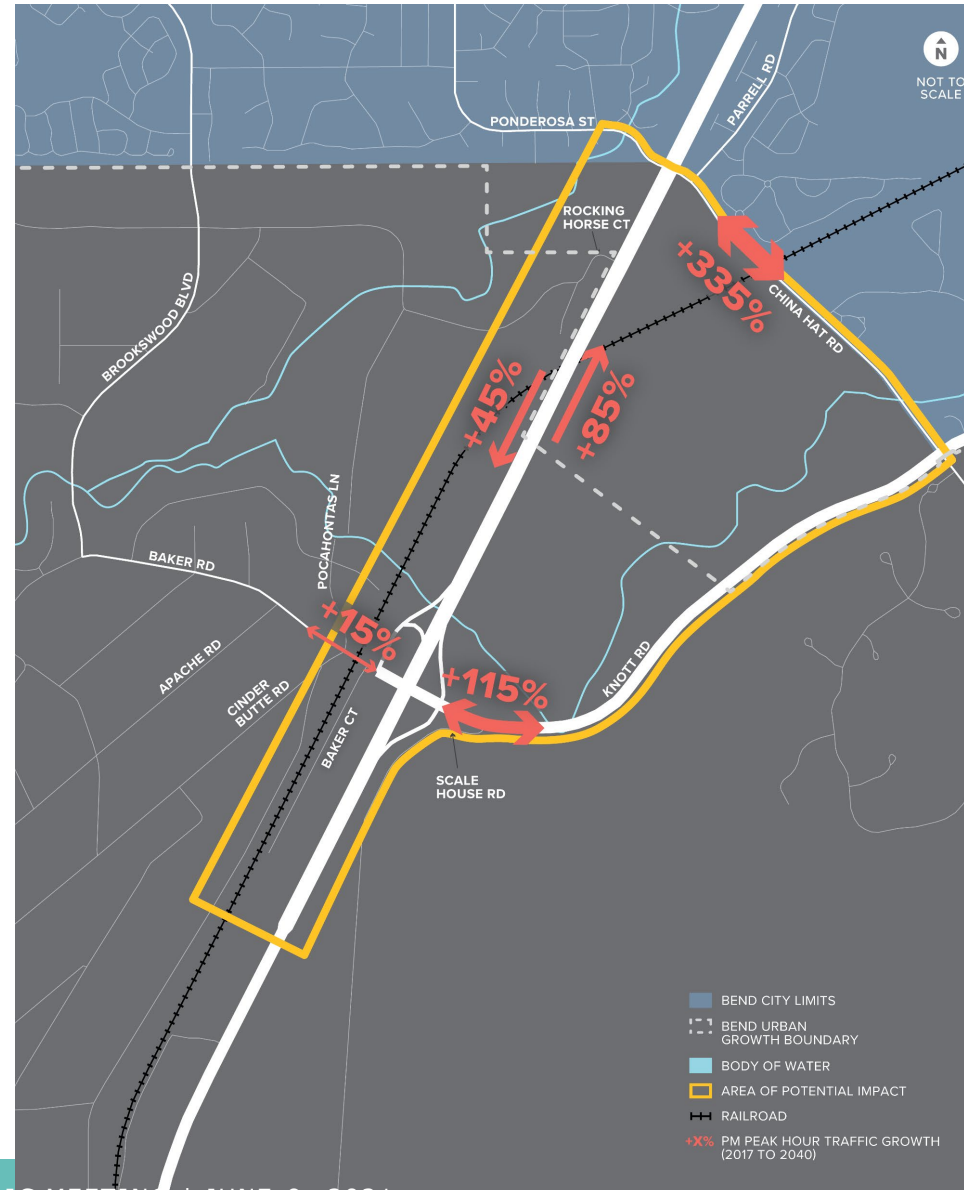 N
NOT TO
SCALE
PARRELL RD
PONDEROSA ST
ROCKING
HORSE CT
+335%
CHINA HAT RD
BROOKSWOOD BLVD
+45%
+85%
POCAHONTAS LN
BAKER RD
+15%
APACHE RD
CINDER
BUTTE RD
BAKER CT
+115%
KNOTT RD
SCALE
HOUSE RD
BEND CITY LIMITS
BEND URBAN
GROWTH BOUNDARY
BODY OF WATER
AREA OF POTENTIAL IMPACT
RAILROAD
+X% PM PEAK HOUR TRAFFIC GROWTH
(2017 TO 2040)